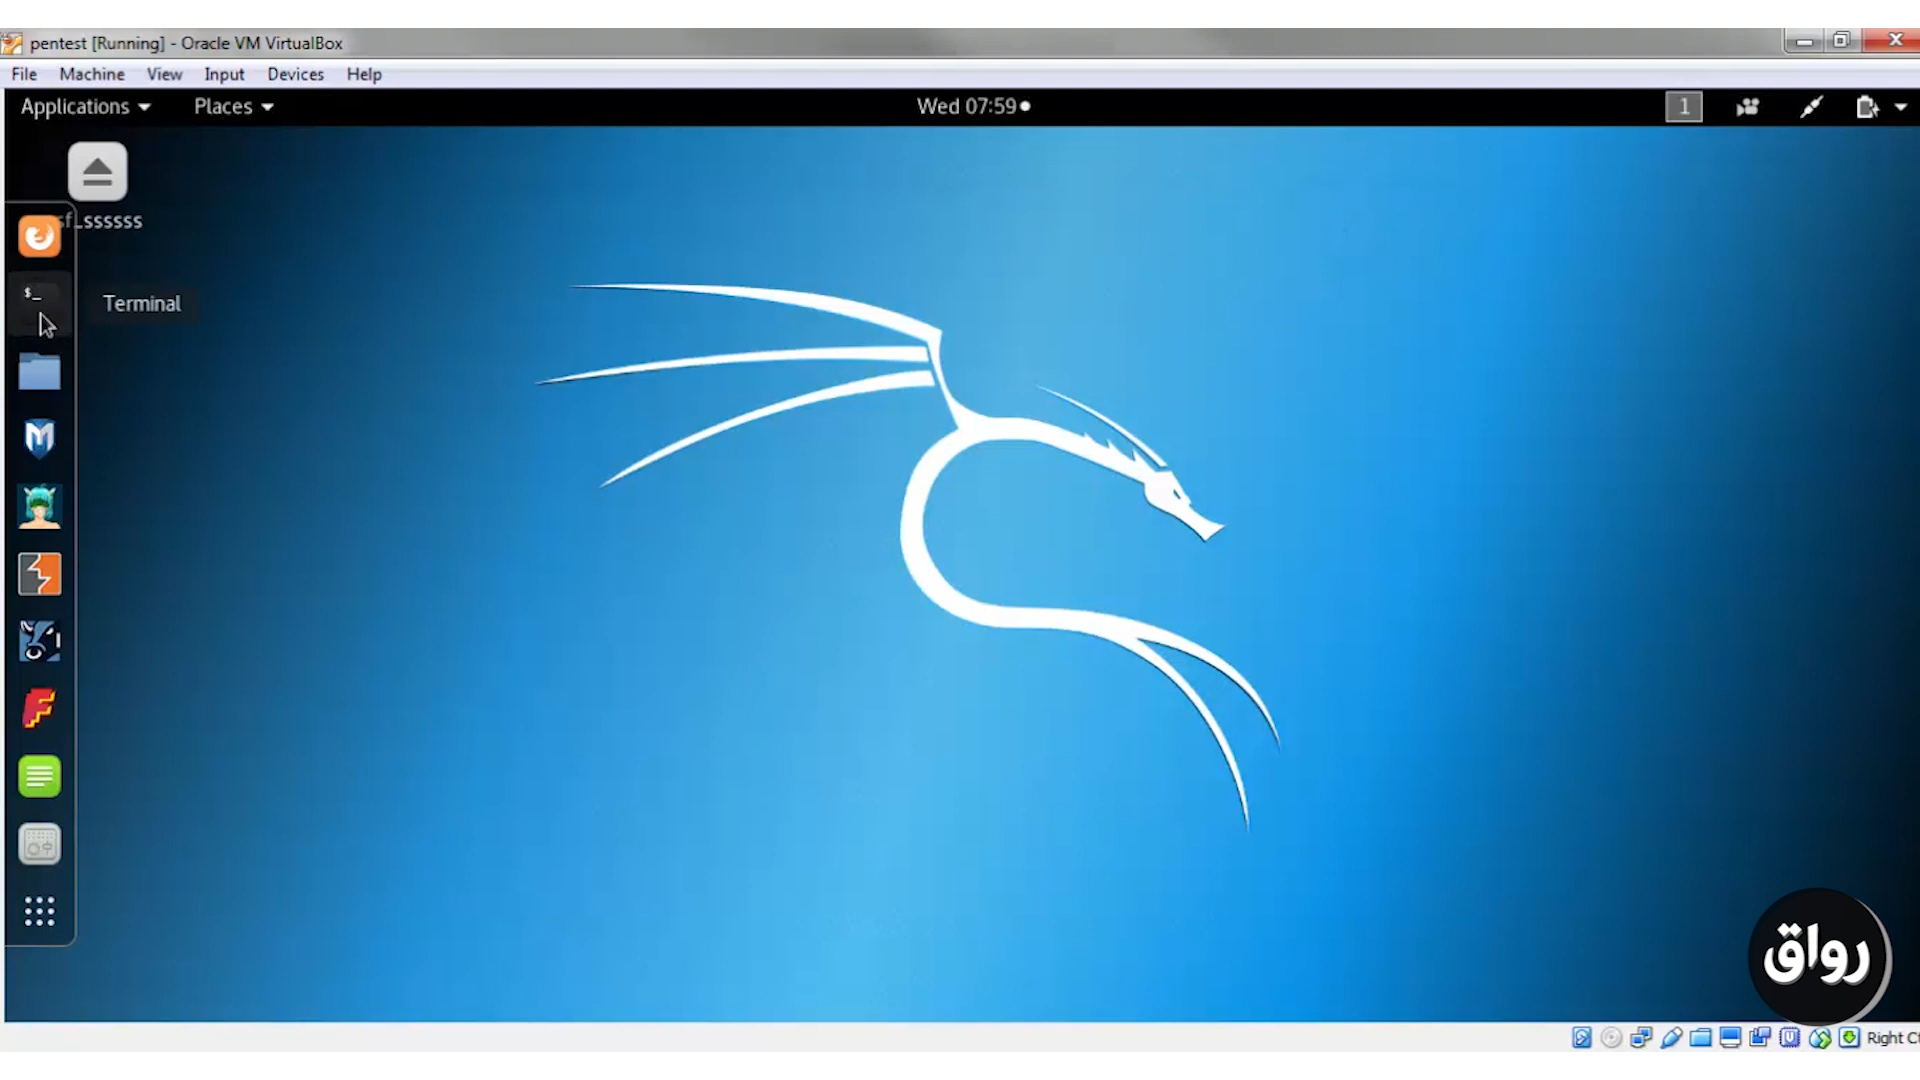 pentest [Running] - Oracle VM VirtualBox
File Machine View Input Devices Help
Applications Places Wed 07:59 1
sf_ssssss
$_
Terminal
رواق
Right Ct